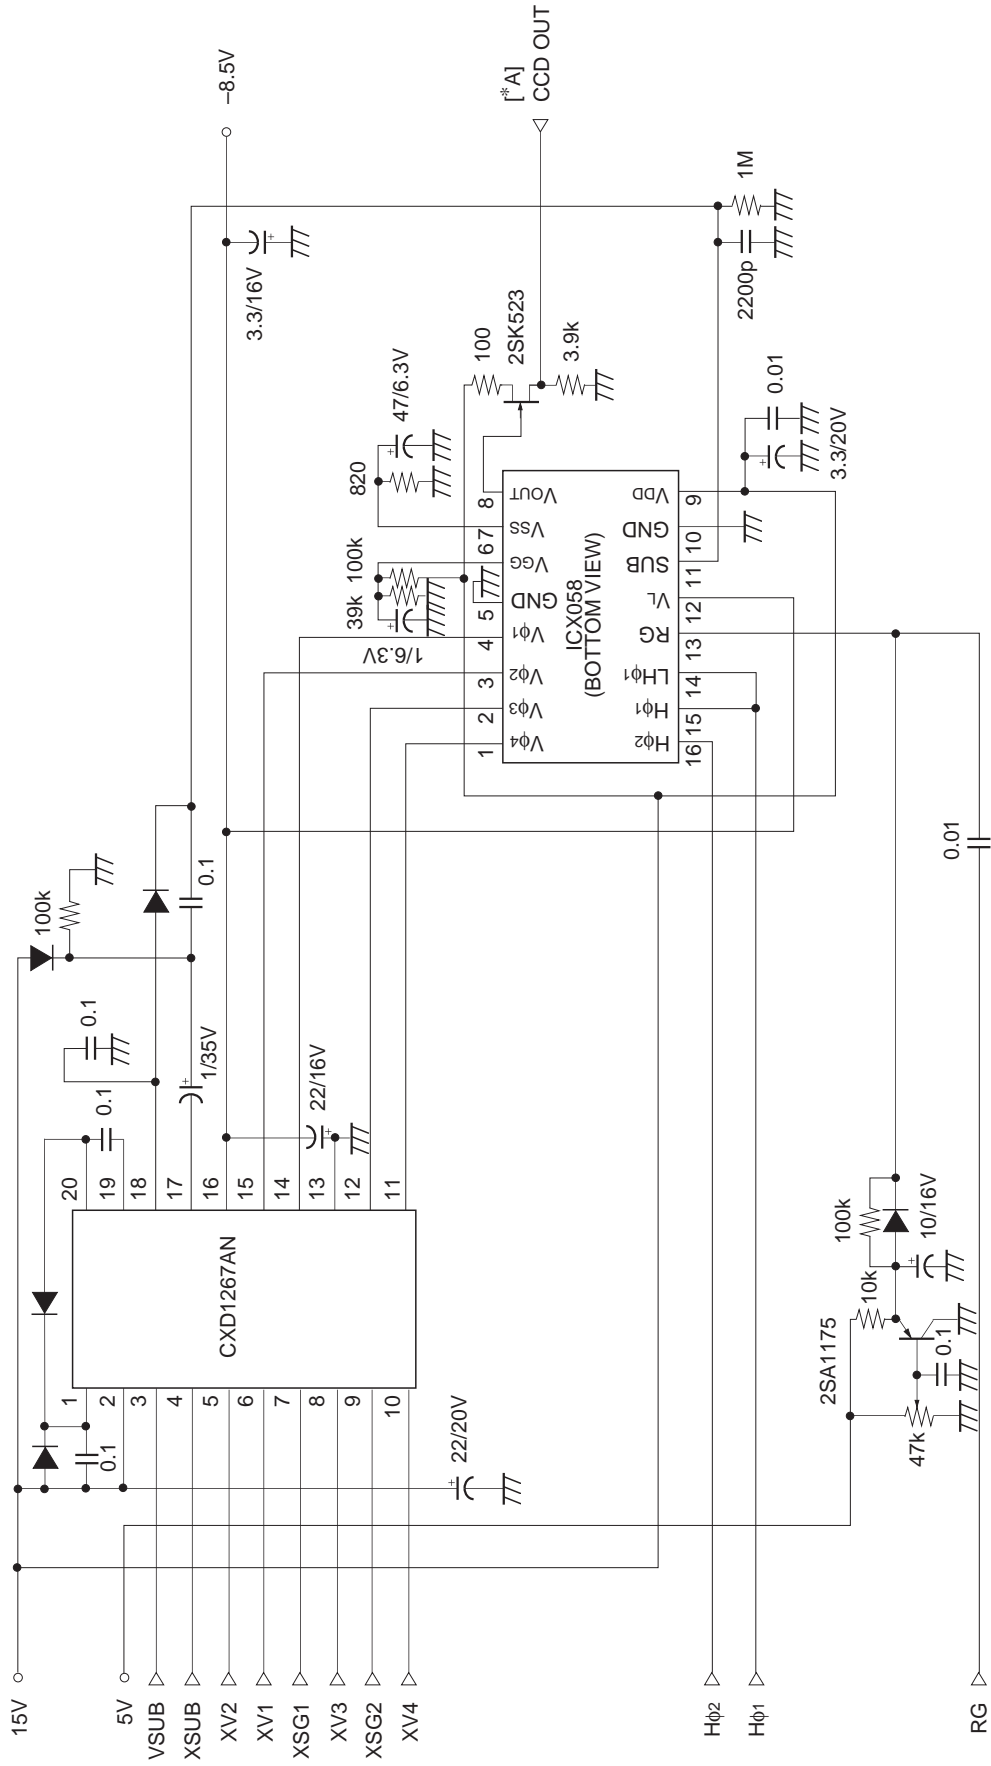 15V
5V
VSUB
XSUB
XV2
XV1
XSG1
XV3
XSG2
XV4
Hϕ2
Hϕ1
RG
22/20V
0.1
1
2
3
4
5
6
7
8
9
10
CXD1267AN
20
19
18
17
16
15
14
13
12
11
0.1
0.1
1/35V
22/16V
100k
0.1
–8.5V
3.3/16V
[*A]
CCD OUT
47k
0.1
2SA1175
10k
100k
10/16V
0.01
1/6.3V
39k
100k
820
47/6.3V
100
2SK523
3.9k
1
2
3
4
5
6
7
8
Vϕ4
Vϕ3
Vϕ2
Vϕ1
GND
VGG
VSS
VOUT
ICX058
(BOTTOM VIEW)
Hϕ2
Hϕ1
LHϕ1
RG
VL
SUB
GND
VDD
16
15
14
13
12
11
10
9
3.3/20V
0.01
2200p
1M